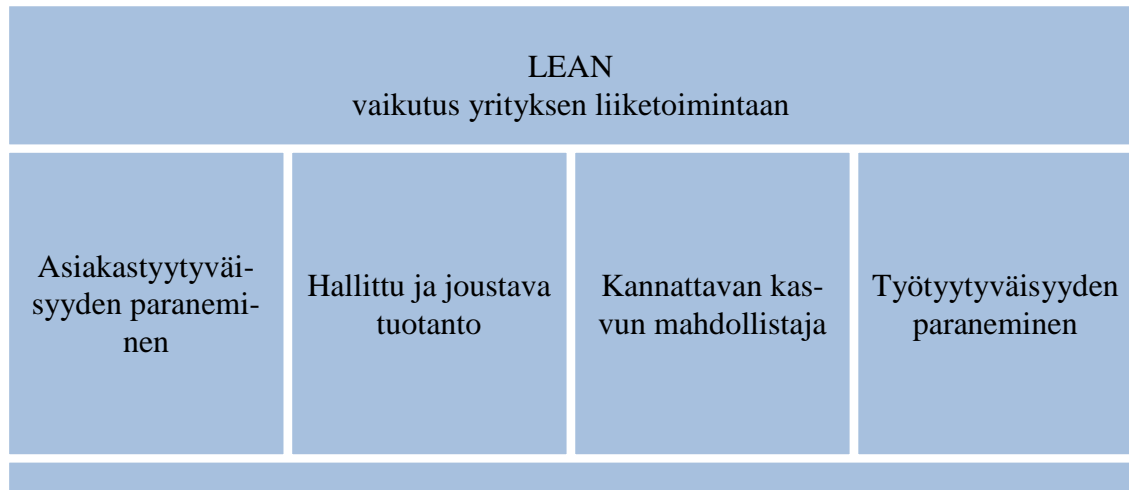 LEAN
vaikutus yrityksen liiketoimintaan
Asiakastyytyväi-
syyden paranemi-
nen
Hallittu ja joustava
tuotanto
Kannattavan kas-
vun mahdollistaja
Työtyytyväisyyden
paraneminen